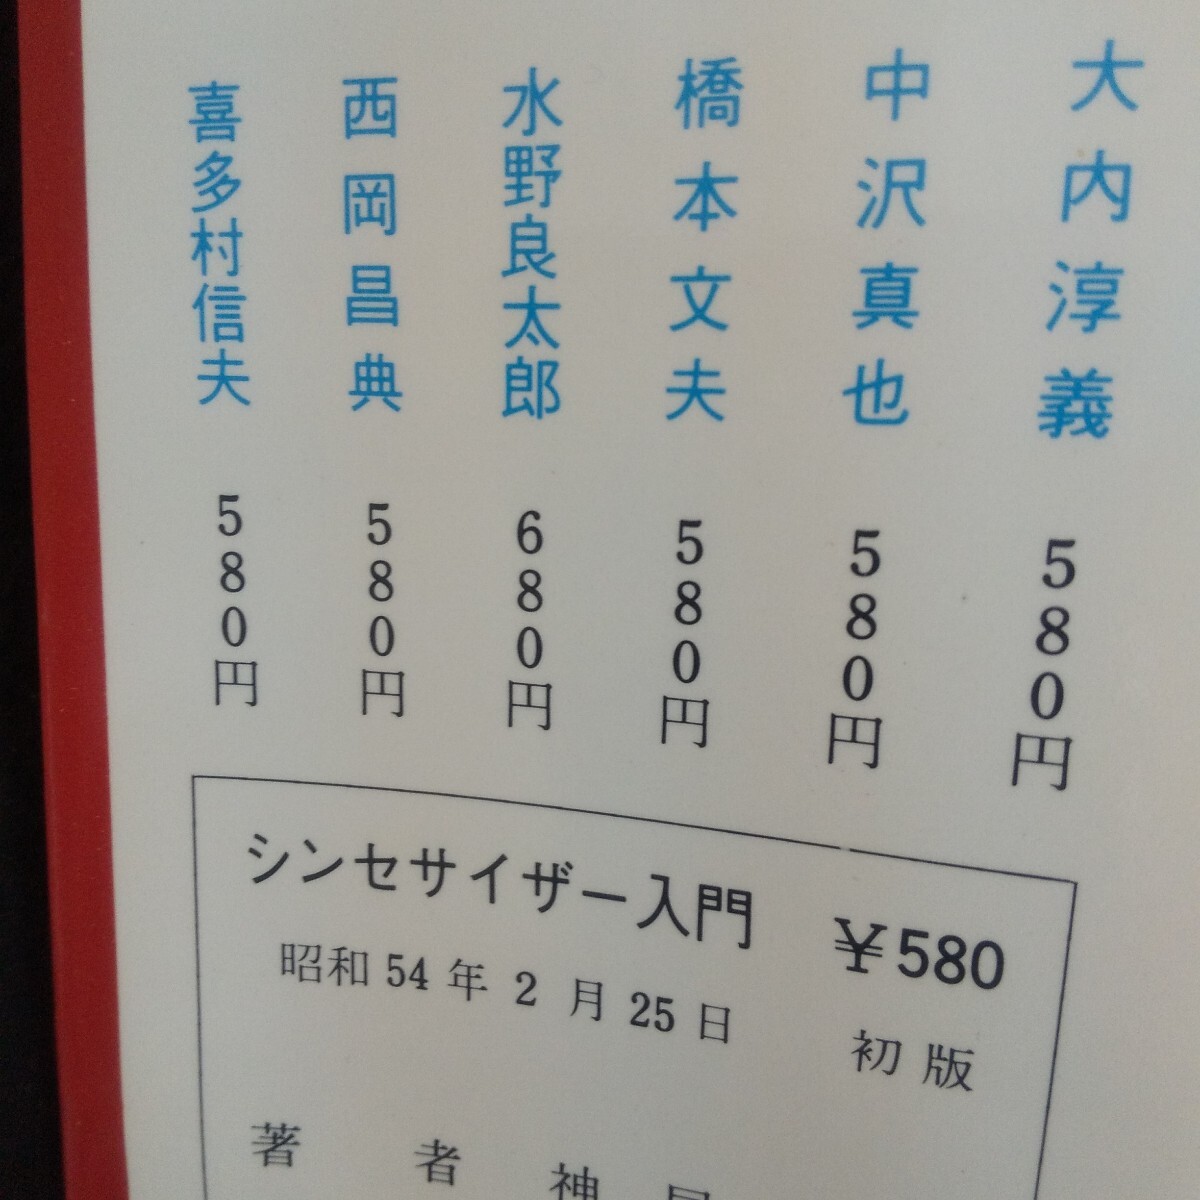 大内淳義 580円
中沢真也 580円
橋本文夫 580円
水野良太郎 680円
西岡昌典 580円
喜多村信夫 580円
シンセサイザー入門 ￥580
昭和54年2月25日 初版
著者 神